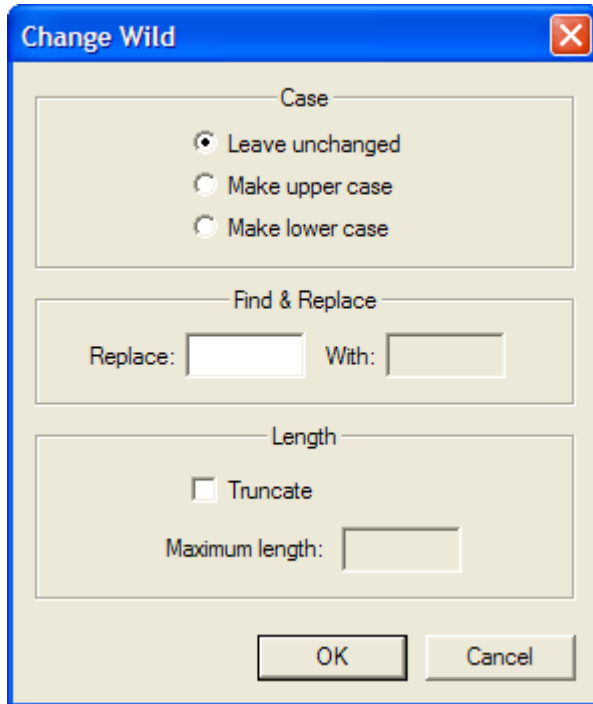 Change Wild
Case
Leave unchanged
Make upper case
Make lower case
Find & Replace
Replace: With:
Length
Truncate
Maximum length:
OK Cancel